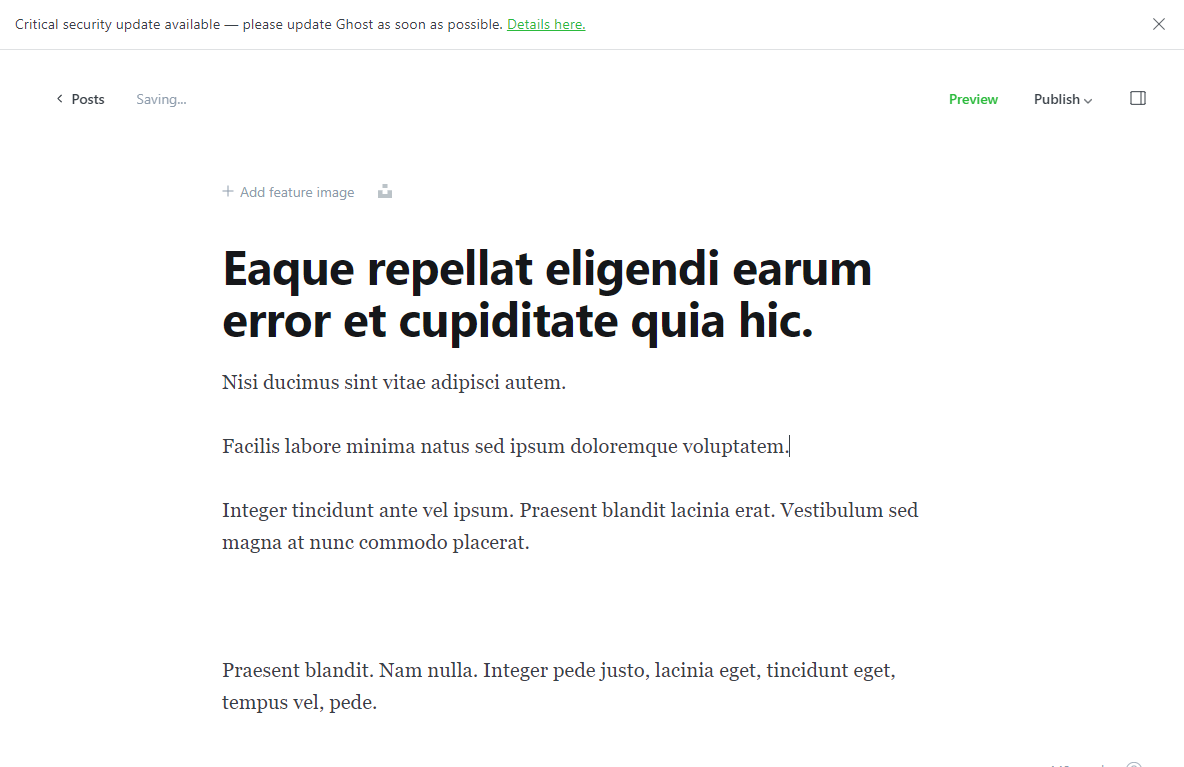 Critical security update available — please update Ghost as soon as possible. Details here.
Posts
Saving...
Preview
Publish
Add feature image
Eaque repellat eligendi earum
error et cupiditate quia hic.
Nisi ducimus sint vitae adipisci autem.
Facilis labore minima natus sed ipsum doloremque voluptatem.
Integer tincidunt ante vel ipsum. Praesent blandit lacinia erat. Vestibulum sed
magna at nunc commodo placerat.
Praesent blandit. Nam nulla. Integer pede justo, lacinia eget, tincidunt eget,
tempus vel, pede.